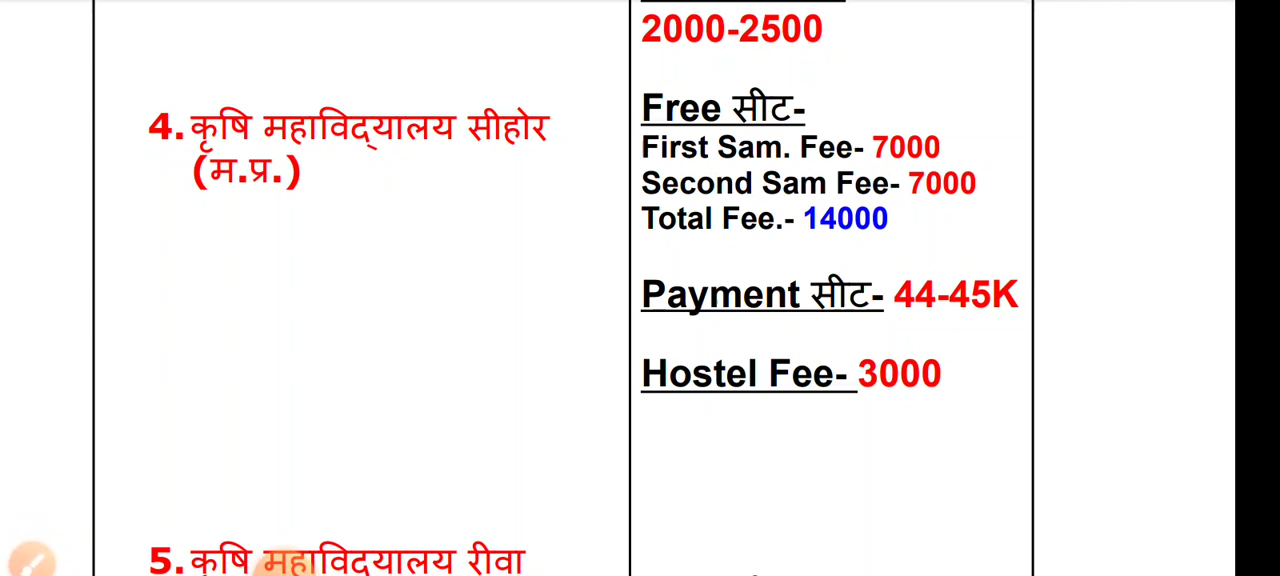 2000-2500
4. कृषि महाविद्यालय सीहोर
(म.प्र.)
Free सीट-
First Sam. Fee- 7000
Second Sam Fee- 7000
Total Fee.- 14000
Payment सीट- 44-45K
Hostel Fee- 3000
5. कृषि महाविद्यालय रीवा